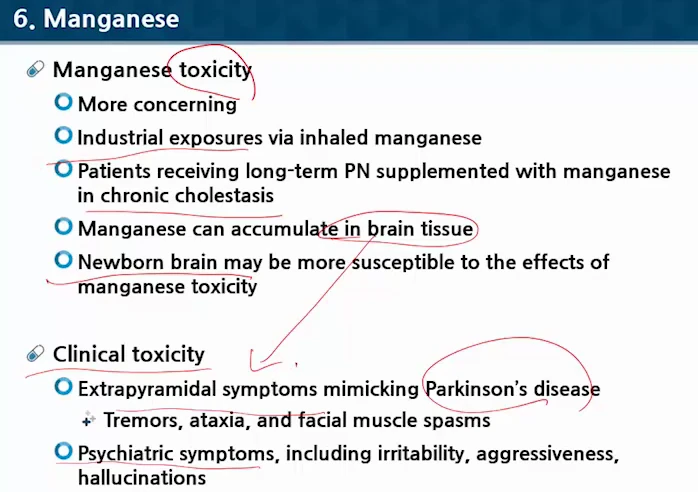 6. Manganese
Manganese toxicity
More concerning
Industrial exposures via inhaled manganese
Patients receiving long-term PN supplemented with manganese
in chronic cholestasis
Manganese can accumulate in brain tissue
Newborn brain may be more susceptible to the effects of
manganese toxicity
Clinical toxicity
Extrapyramidal symptoms mimicking Parkinson's disease
Tremors, ataxia, and facial muscle spasms
Psychiatric symptoms, including irritability, aggressiveness,
hallucinations